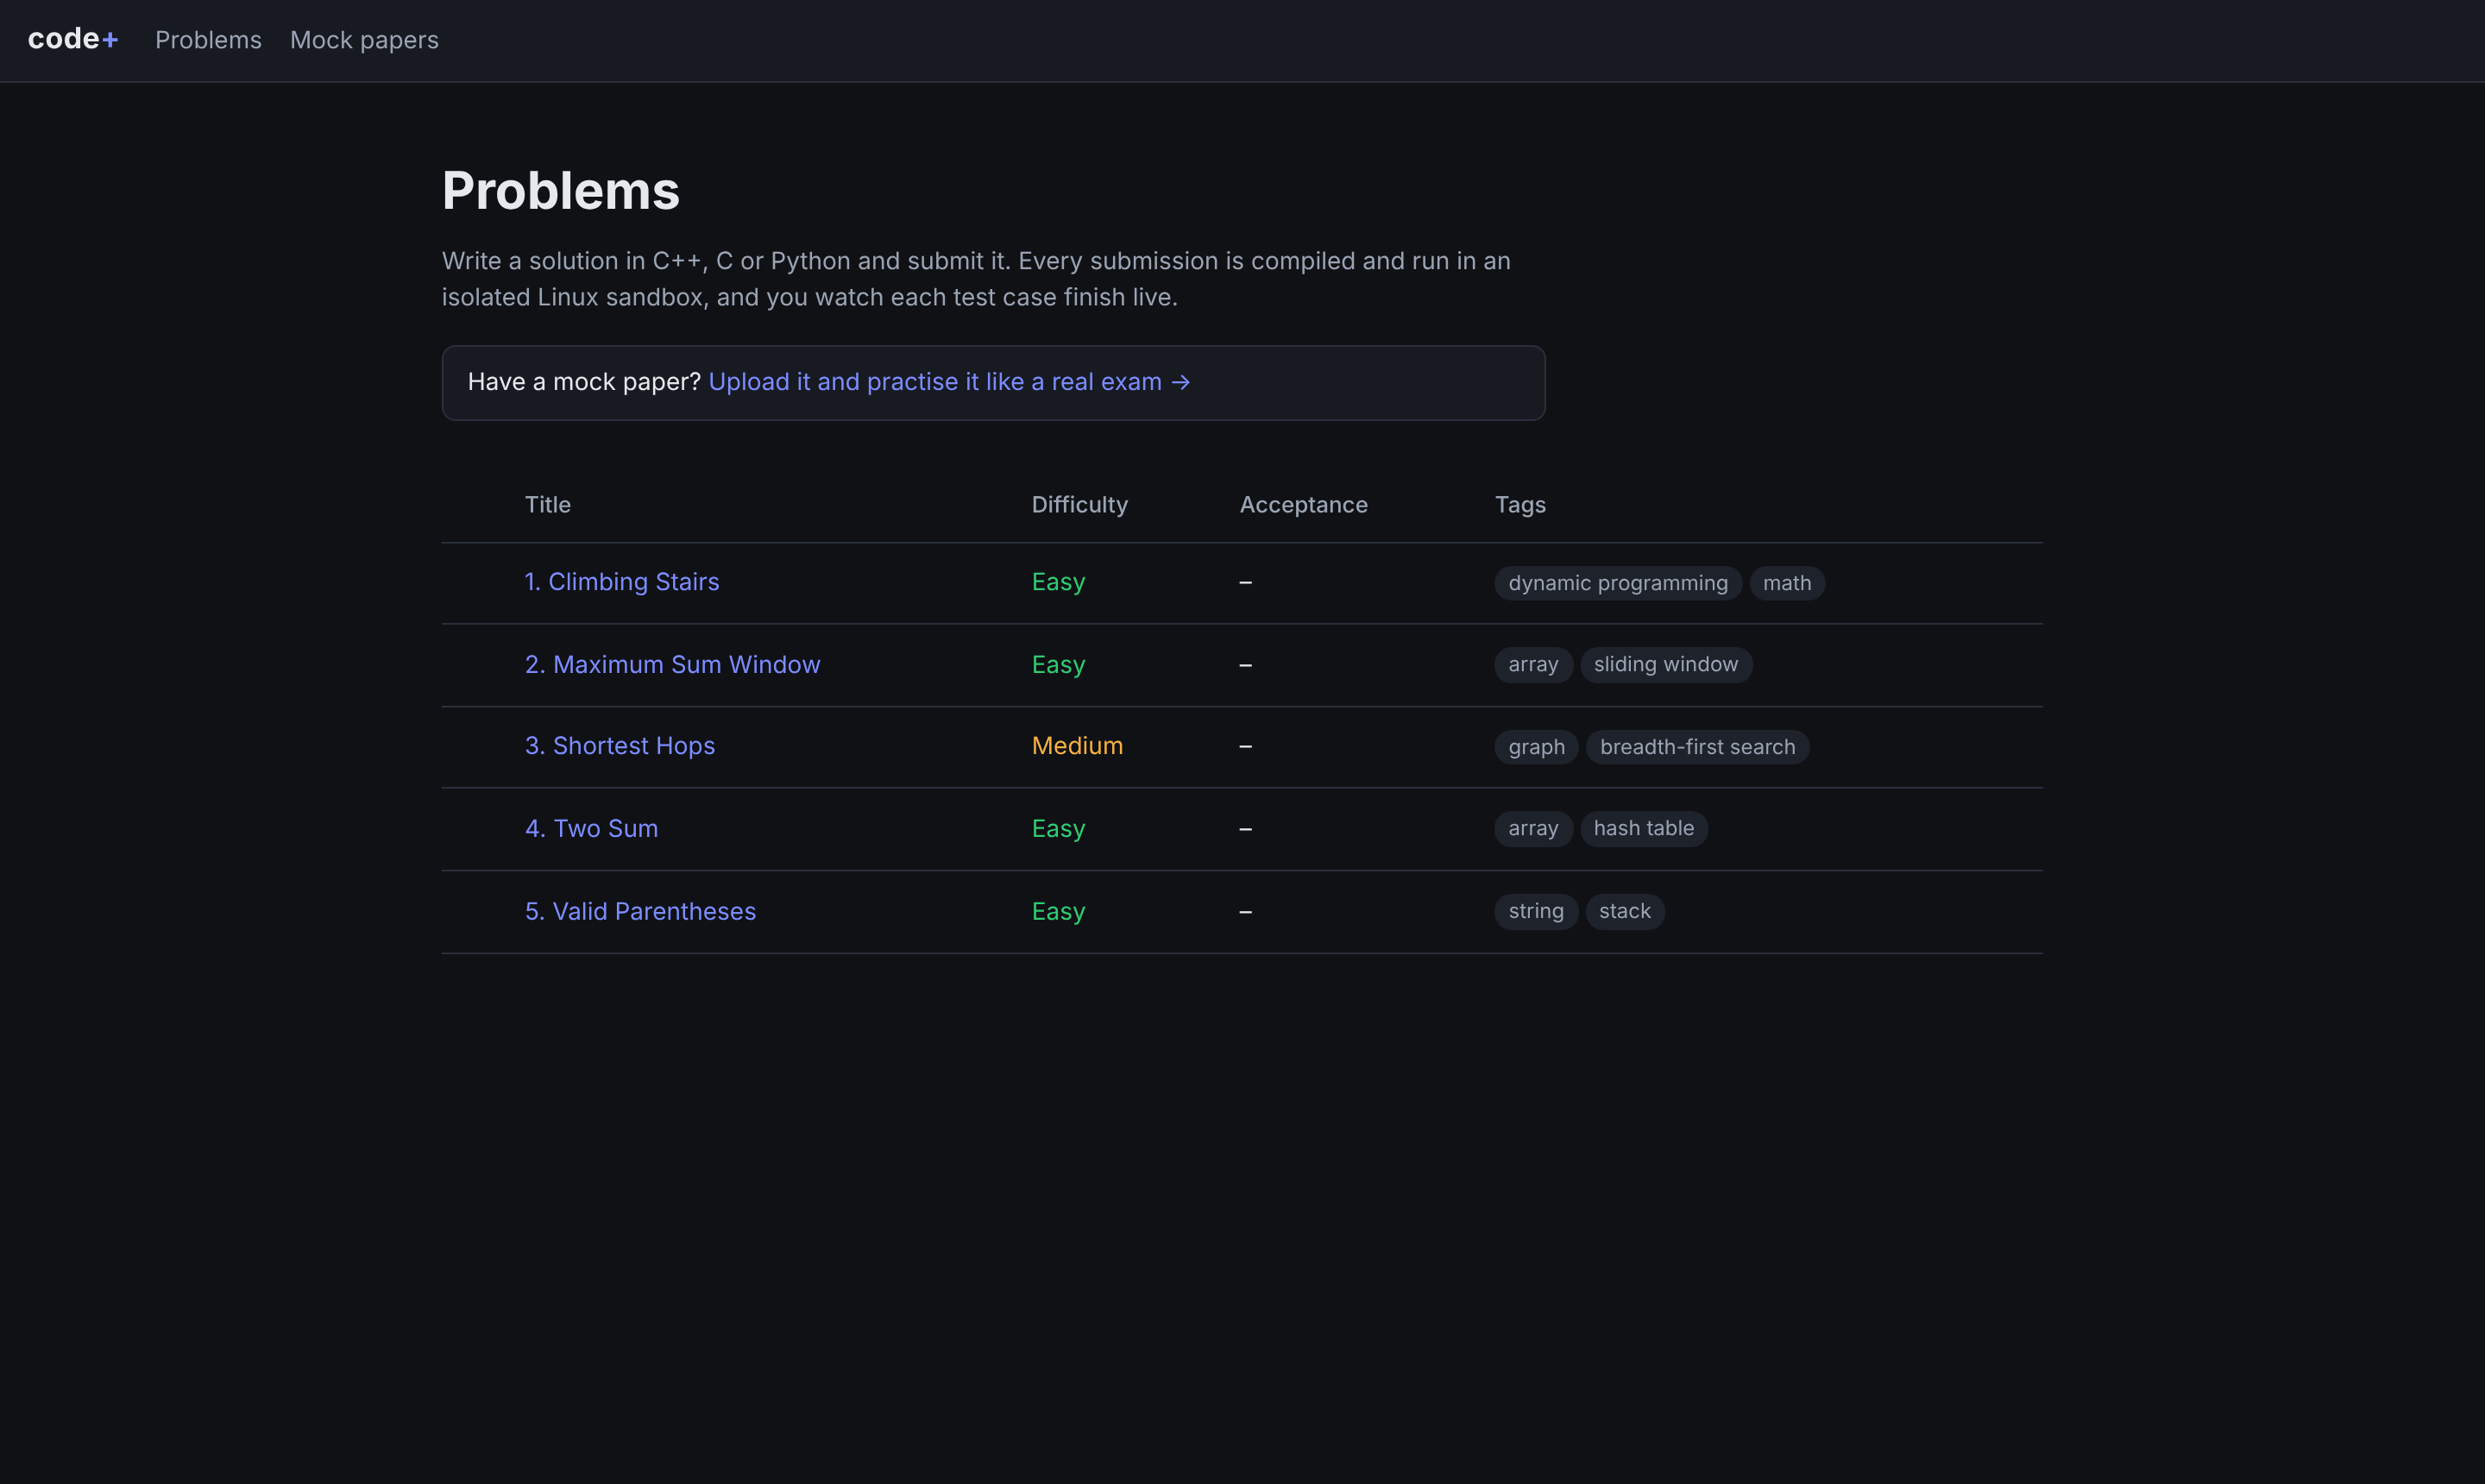 code+ Problems Mock papers
Problems
Write a solution in C++, C or Python and submit it. Every submission is compiled and run in an
isolated Linux sandbox, and you watch each test case finish live.
Have a mock paper? Upload it and practise it like a real exam →
Title Difficulty Acceptance Tags
1. Climbing Stairs Easy – dynamic programming math
2. Maximum Sum Window Easy – array sliding window
3. Shortest Hops Medium – graph breadth-first search
4. Two Sum Easy – array hash table
5. Valid Parentheses Easy – string stack